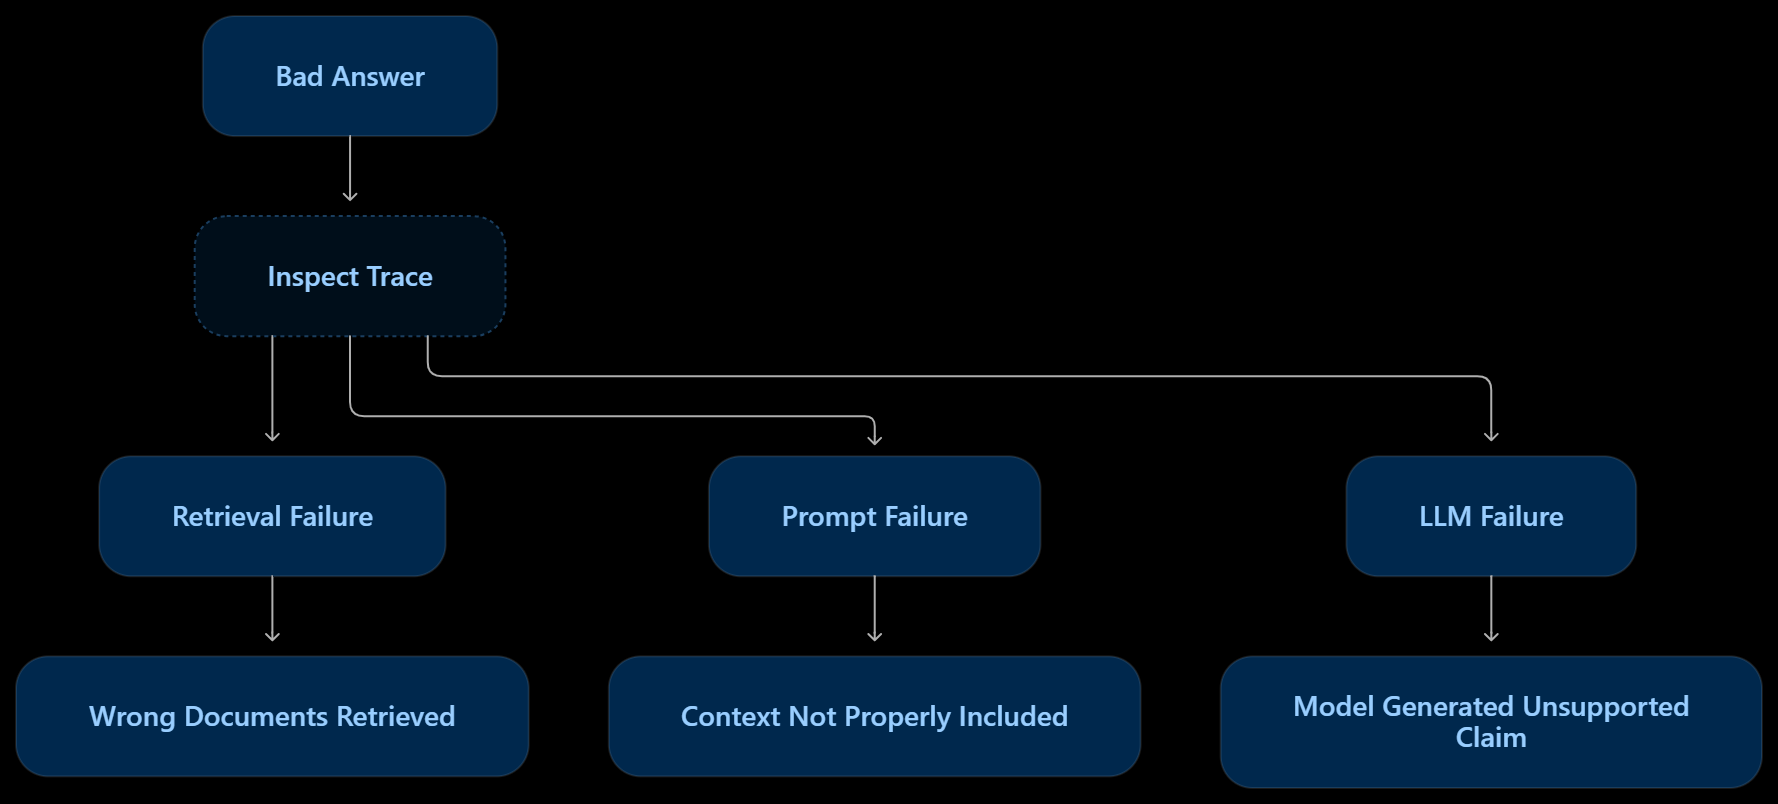 Bad Answer
Inspect Trace
Retrieval Failure
Prompt Failure
LLM Failure
Wrong Documents Retrieved
Context Not Properly Included
Model Generated Unsupported
Claim